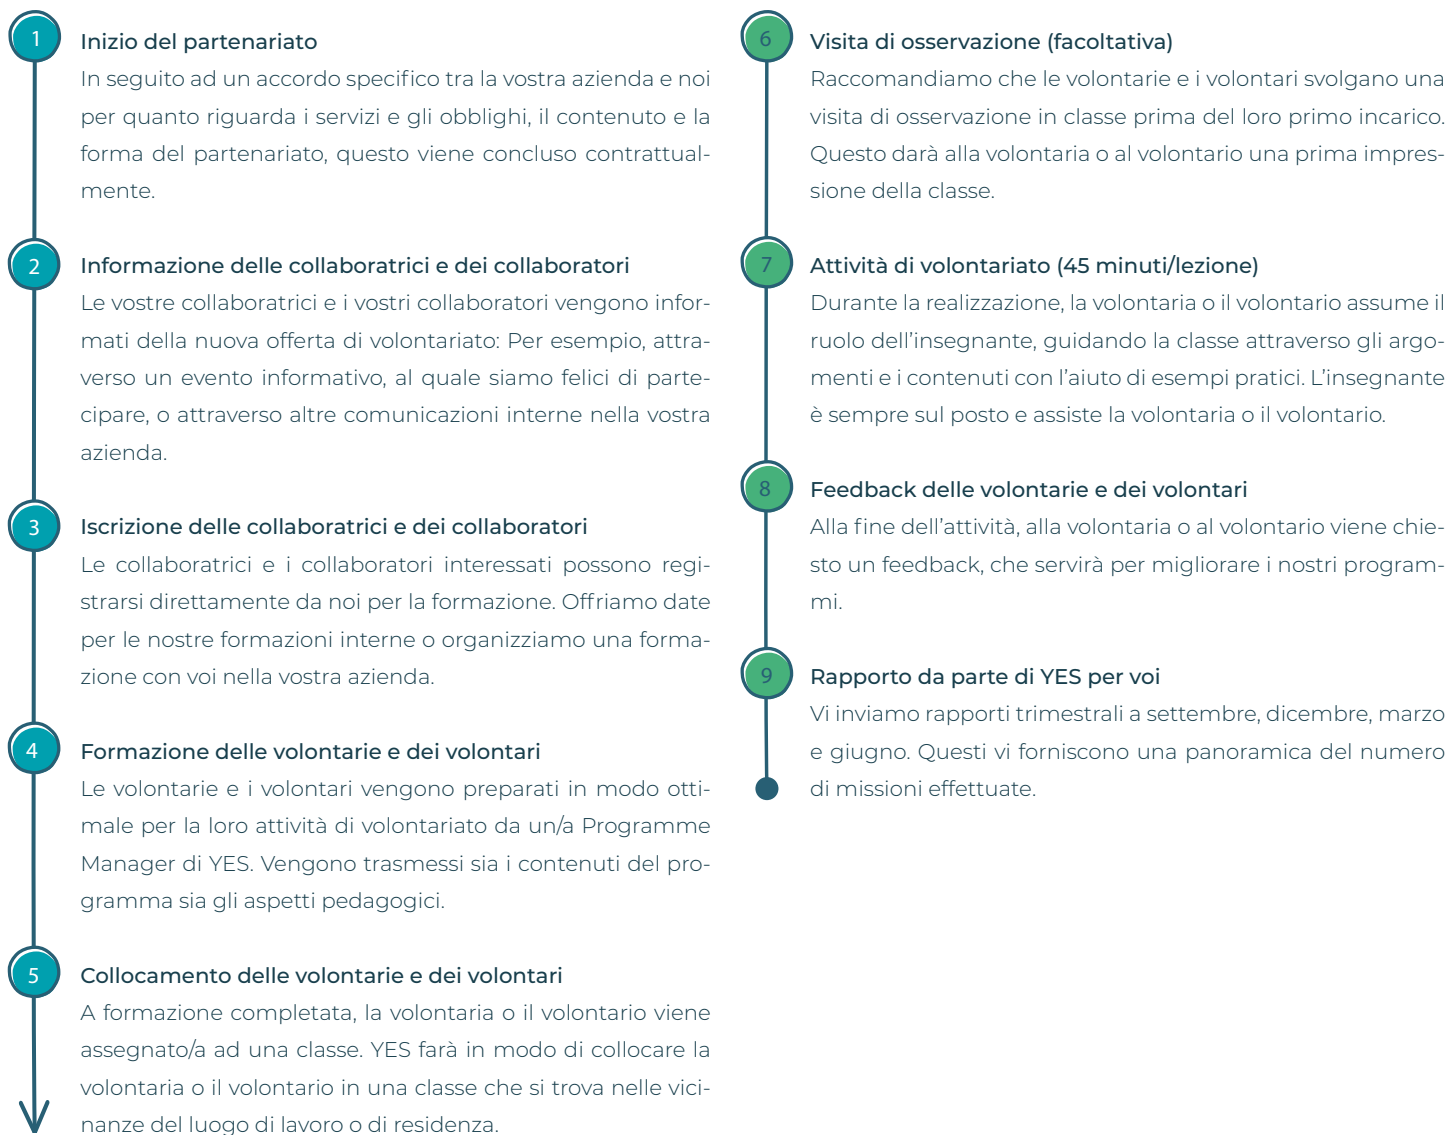 1
Inizio del partenariato
In seguito ad un accordo specifico tra la vostra azienda e noi
per quanto riguarda i servizi e gli obblighi, il contenuto e la
forma del partenariato, questo viene concluso contrattual-
mente.
2
Informazione delle collaboratrici e dei collaboratori
Le vostre collaboratrici e i vostri collaboratori vengono infor-
mati della nuova offerta di volontariato: Per esempio, attra-
verso un evento informativo, al quale siamo felici di parte-
cipare, o attraverso altre comunicazioni interne nella vostra
azienda.
3
Iscrizione delle collaboratrici e dei collaboratori
Le collaboratrici e i collaboratori interessati possono regi-
strarsi direttamente da noi per la formazione. Offriamo date
per le nostre formazioni interne o organizziamo una forma-
zione con voi nella vostra azienda.
4
Formazione delle volontarie e dei volontari
Le volontarie e i volontari vengono preparati in modo otti-
male per la loro attività di volontariato da un/a Programme
Manager di YES. Vengono trasmessi sia i contenuti del pro-
gramma sia gli aspetti pedagogici.
5
Collocamento delle volontarie e dei volontari
A formazione completata, la volontaria o il volontario viene
assegnato/a ad una classe. YES farà in modo di collocare la
volontaria o il volontario in una classe che si trova nelle vici-
nanze del luogo di lavoro o di residenza.
6
Visita di osservazione (facoltativa)
Raccomandiamo che le volontarie e i volontari svolgano una
visita di osservazione in classe prima del loro primo incarico.
Questo darà alla volontaria o al volontario una prima impres-
sione della classe.
7
Attività di volontariato (45 minuti/lezione)
Durante la realizzazione, la volontaria o il volontario assume il
ruolo dell’insegnante, guidando la classe attraverso gli argo-
menti e i contenuti con l’aiuto di esempi pratici. L’insegnante
è sempre sul posto e assiste la volontaria o il volontario.
8
Feedback delle volontarie e dei volontari
Alla fine dell’attività, alla volontaria o al volontario viene chie-
sto un feedback, che servirà per migliorare i nostri program-
mi.
9
Rapporto da parte di YES per voi
Vi inviamo rapporti trimestrali a settembre, dicembre, marzo
e giugno. Questi vi forniscono una panoramica del numero
di missioni effettuate.